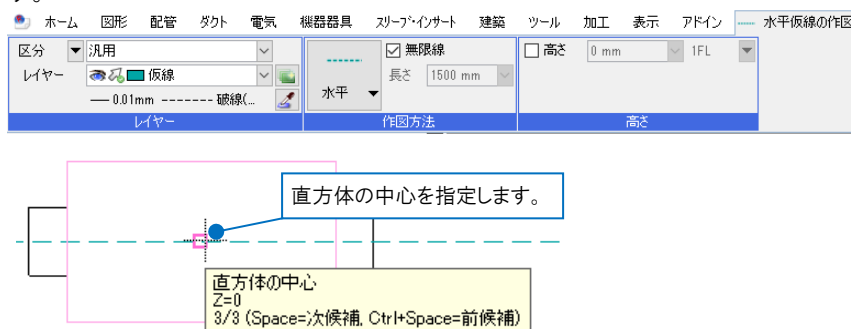 ホーム 図形 配管 ダクト 電気 機器器具 スリーブ・インサート 建築 ツール 加工 表示 アドイン 水平仮線の作図
区分 汎用 無限線 高さ 0 mm 1FL
レイヤー 仮線 長さ 1500 mm
0.01mm 破線(... 水平
レイヤー 作図方法 高さ
直方体の中心を指定します。
直方体の中心
Z=0
3/3 (Space=次候補, Ctrl+Space=前候補)